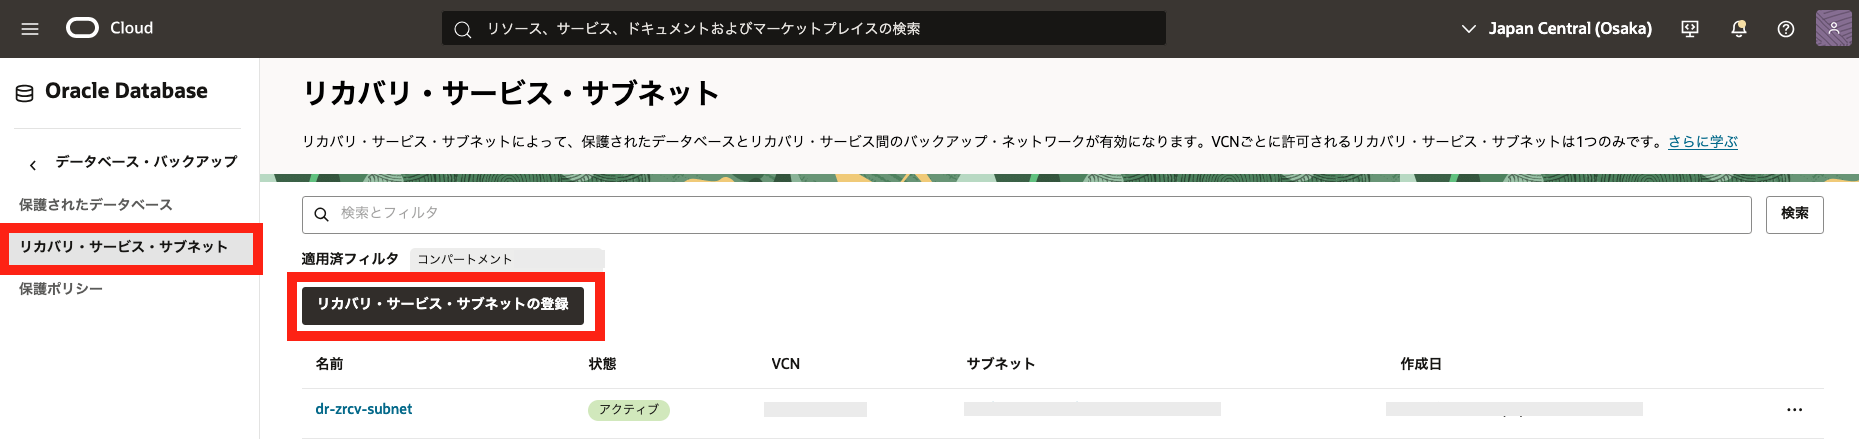 Cloud
リソース、サービス、ドキュメントおよびマーケットプレイスの検索
Japan Central (Osaka)
Oracle Database
データベース・バックアップ
保護されたデータベース
リカバリ・サービス・サブネット
保護ポリシー
リカバリ・サービス・サブネット
リカバリ・サービス・サブネットによって、保護されたデータベースとリカバリ・サービス間のバックアップ・ネットワークが有効になります。VCNごとに許可されるリカバリ・サービス・サブネットは1つのみです。さらに学ぶ
検索とフィルタ
検索
適用済フィルタ コンパートメント
リカバリ・サービス・サブネットの登録
名前 状態 VCN サブネット 作成日
dr-zrcv-subnet アクティブ